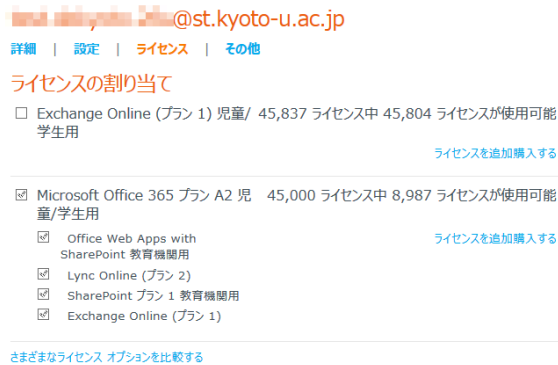 @st.kyoto-u.ac.jp
詳細 | 設定 | ライセンス | その他
ライセンスの割り当て
Exchange Online (プラン 1) 児童/ 45,837 ライセンス中 45,804 ライセンスが使用可能
学生用
ライセンスを追加購入する
Microsoft Office 365 プラン A2 児 45,000 ライセンス中 8,987 ライセンスが使用可能
童/学生用
Office Web Apps with ライセンスを追加購入する
SharePoint 教育機関用
Lync Online (プラン 2)
SharePoint プラン 1 教育機関用
Exchange Online (プラン 1)
さまざまなライセンス オプションを比較する